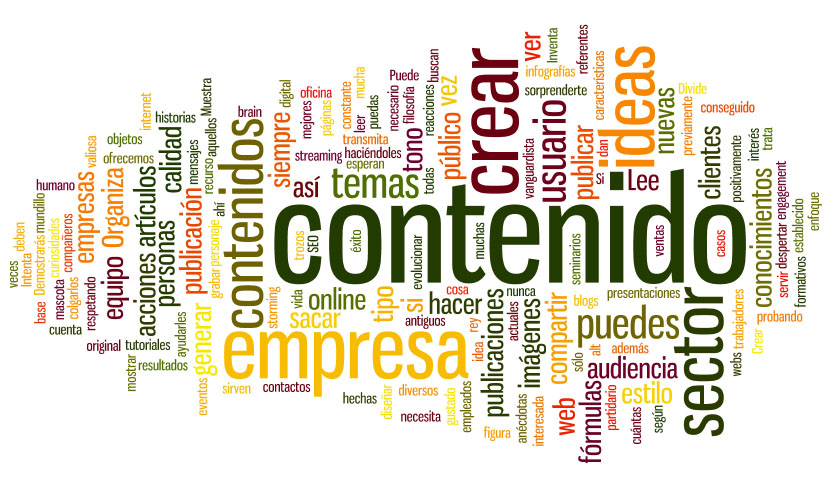 veces
Intenta deben
base Demostrarás mundillo
humano
cuenta
mascota curiosidades
colgarlos compañeros
respetando
empresas
valiosa
original
equipo
Organiza
ofrecemos
objetos
tutoriales
mostrar
resultados
acciones artículos
internet
historias
personas
calidad
ayudarles
publicación
mensajes
eventos
generar
recurso
aquellos
Muestra
grabar personaje
ahí
sirven
contenidos
brain
empresa
contactos
storming
siempre
digital
sacar
vida
trozos
SEO
así
mejores
oficina
streaming
online
páginas
transmita
constante
leer
mucha
puedas
haciéndoles
esperan
temas
éxito
hechas
tipo
diseñar
diversos
necesario
Puede
filosofía
tono
reacciones
buscan
todas
evolucionar
si
antiguos
necesita
público
vez
hacer
cosa
gustado
empleados
idea
rey
figura
crear
contenido
muchas
publicaciones
nunca
actuales
imágenes
anécdotas
interesada
vanguardista
ver
infografías
Inventa
sorprenderte
usuario
publicar
referentes
seminarios
blogs
compartir
sólo
web
fórmulas
alt
además
presentaciones
puedes
audiencia
estilo
partidario
cuántas
según
sí
dan
características
ideas
Lee
ventas
nuevas
Divide
previamente
conseguido
clientes
casos
sector
positivamente
interés
trata
conocimientos
webs
trabajadores
Crear
probando
servir despertar engagement
formativos establecido
enfoque